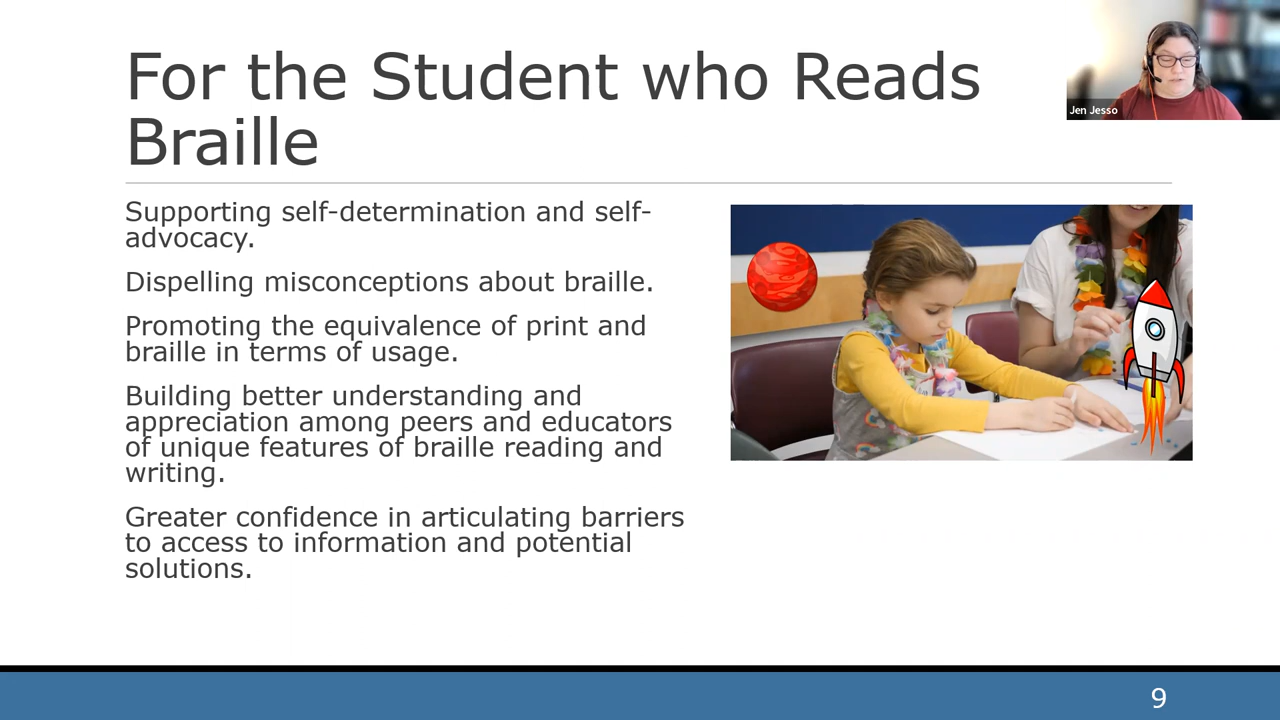 For the Student who Reads
Braille
Jen Jesso
Supporting self-determination and self-
advocacy.
Dispelling misconceptions about braille.
Promoting the equivalence of print and
braille in terms of usage.
Building better understanding and
appreciation among peers and educators
of unique features of braille reading and
writing.
Greater confidence in articulating barriers
to access to information and potential
solutions.
9